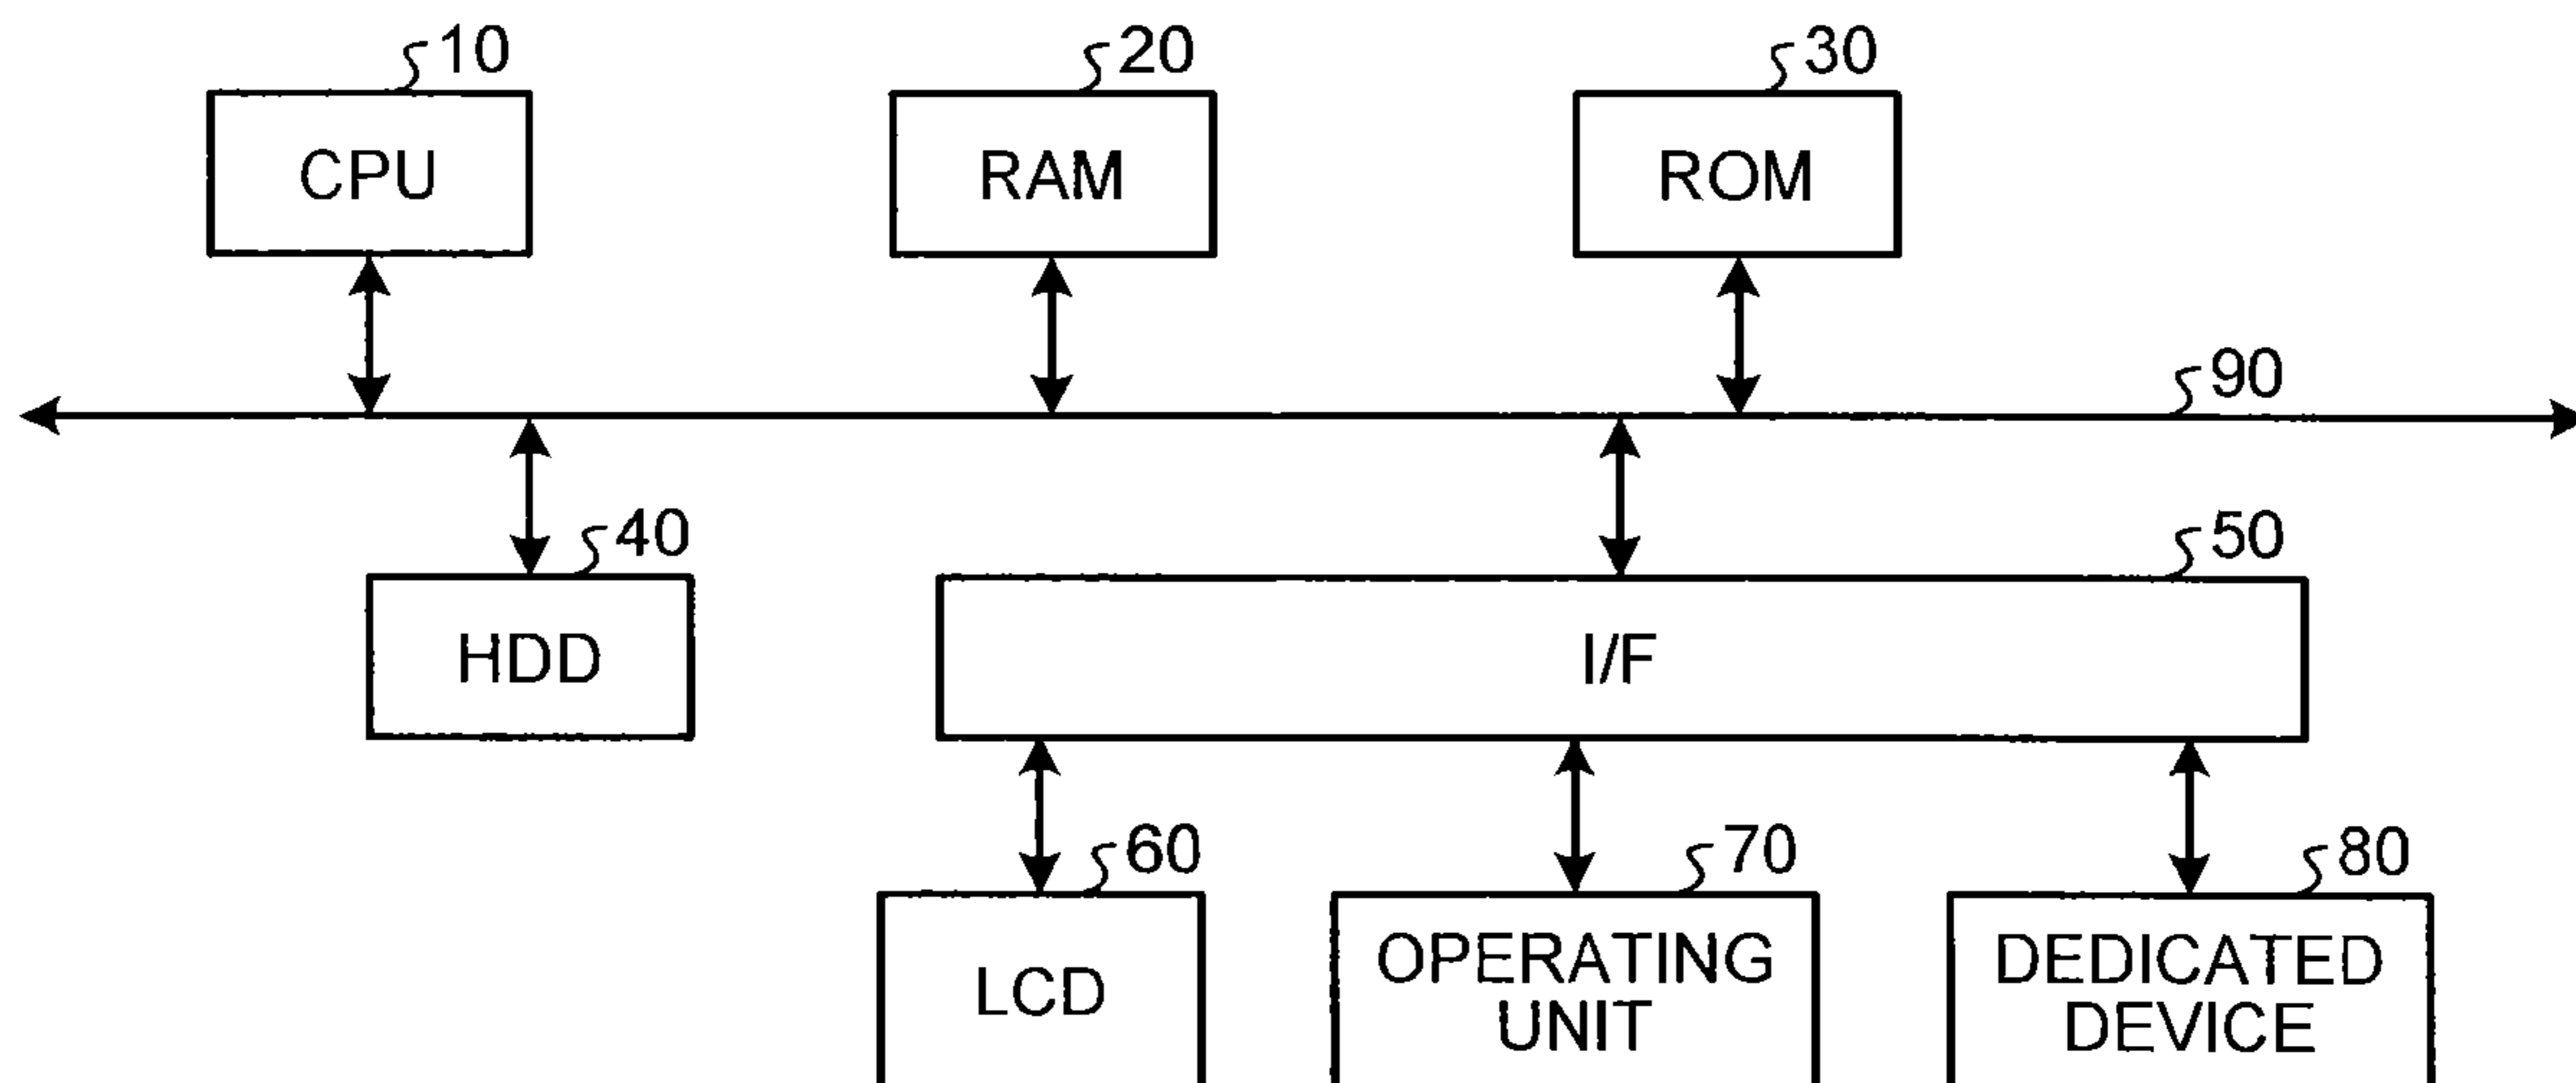 10
20
30
CPU
RAM
ROM
90
40
50
HDD
I/F
60
70
80
LCD
OPERATING
UNIT
DEDICATED
DEVICE